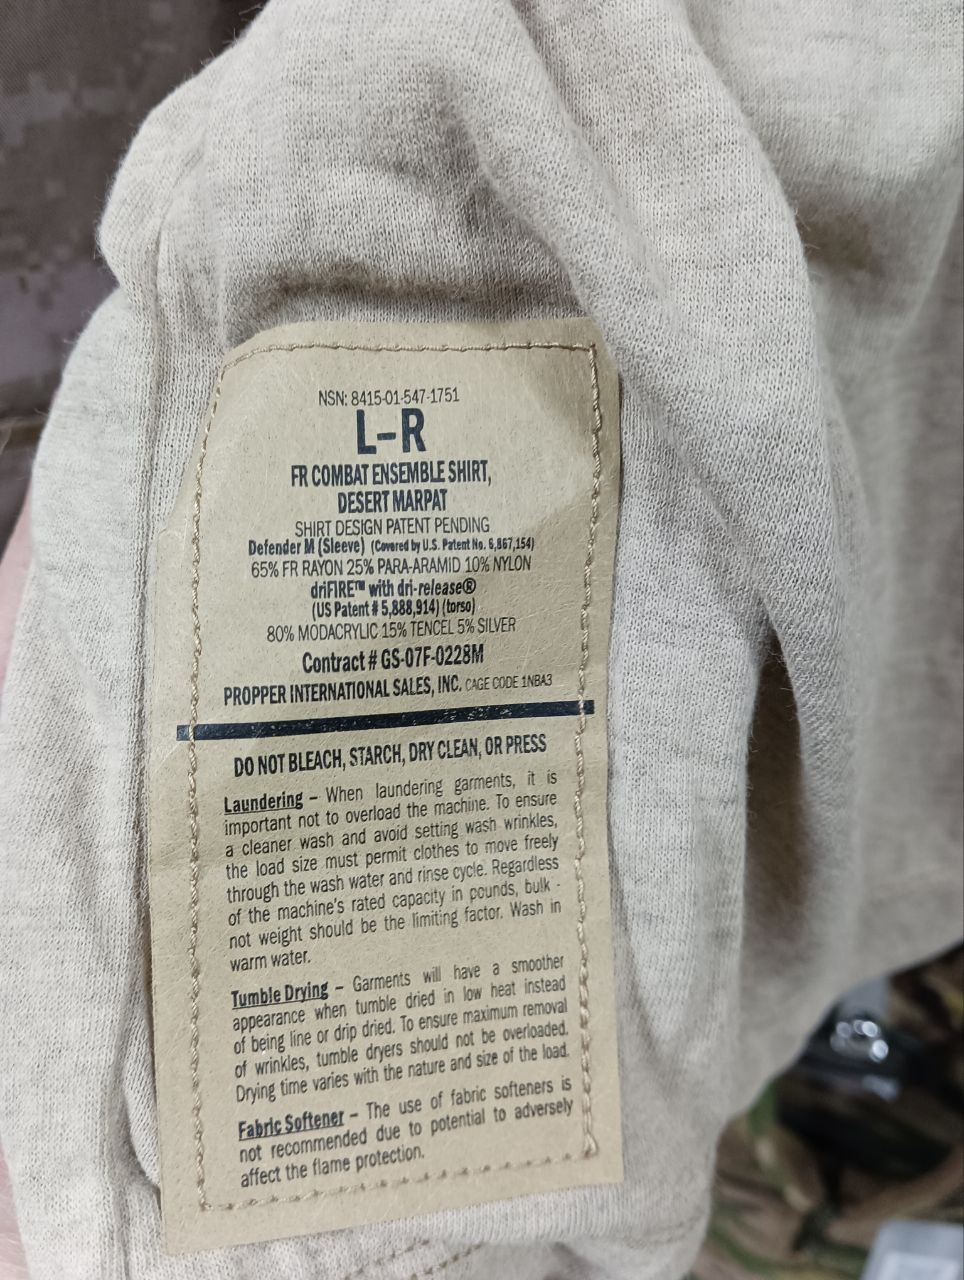 NSN: 8415-01-547-1751
L-R
FR COMBAT ENSEMBLE SHIRT,
DESERT MARPAT
SHIRT DESIGN PATENT PENDING
Defender M (Sleeve) (Covered by U.S. Patent No. 6,867,154)
65% FR RAYON 25% PARA-ARAMID 10% NYLON
driFIRE™ with dri-release®
(US Patent # 5,888,914) (torso)
80% MODACRYLIC 15% TENCEL 5% SILVER
Contract # GS-07F-0228M
PROPPER INTERNATIONAL SALES, INC. CAGE CODE 1NBA3
DO NOT BLEACH, STARCH, DRY CLEAN, OR PRESS
Laundering – When laundering garments, it is
important not to overload the machine. To ensure
a cleaner wash and avoid setting wash wrinkles,
the load size must permit clothes to move freely
through the wash water and rinse cycle. Regardless
of the machine's rated capacity in pounds, bulk -
not weight should be the limiting factor. Wash in
warm water.
Tumble Drying – Garments will have a smoother
appearance when tumble dried in low heat instead
of being line or drip dried. To ensure maximum removal
of wrinkles, tumble dryers should not be overloaded.
Drying time varies with the nature and size of the load.
Fabric Softener – The use of fabric softeners is
not recommended due to potential to adversely
affect the flame protection.